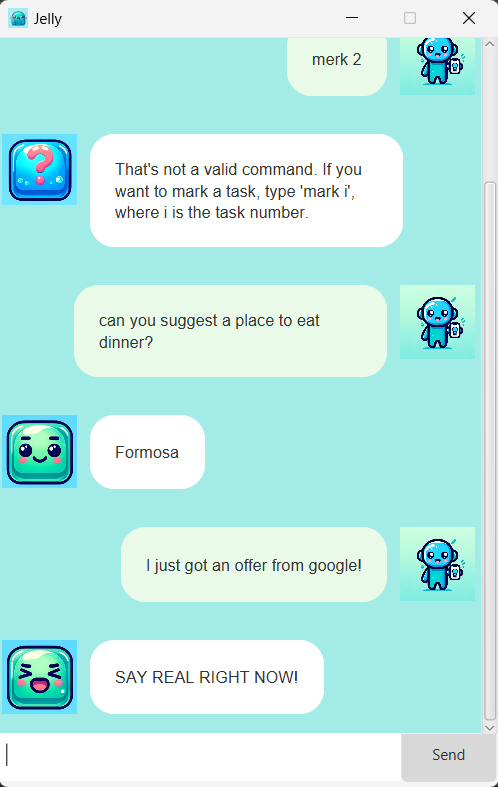 Jelly
merk 2
?
That's not a valid command. If you
want to mark a task, type 'mark i',
where i is the task number.
can you suggest a place to eat
dinner?
Formosa
I just got an offer from google!
SAY REAL RIGHT NOW!
Send